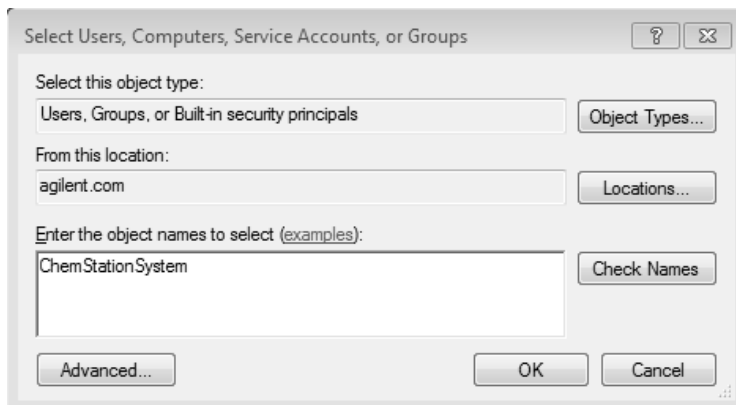 Select Users, Computers, Service Accounts, or Groups
Select this object type:
Users, Groups, or Built-in security principals
Object Types...
From this location:
agilent.com
Locations...
Enter the object names to select (examples):
ChemStationSystem
Check Names
Advanced...
OK
Cancel